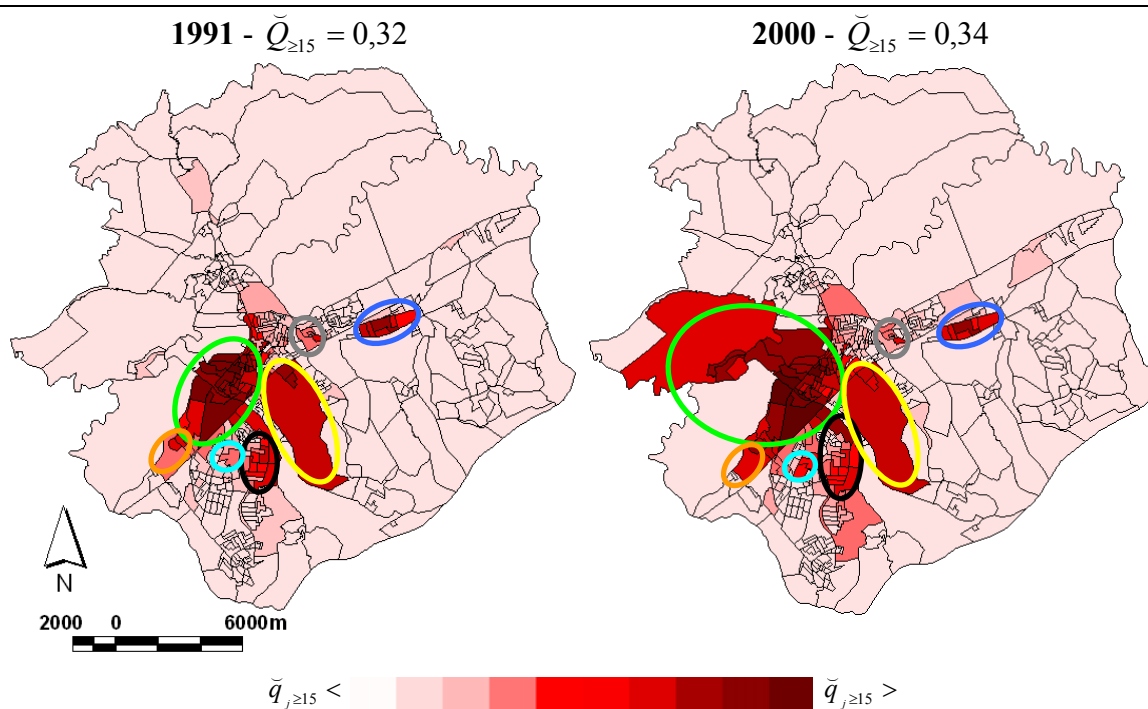 1991 - Q̆≥15 = 0,32
2000 - Q̆≥15 = 0,34
N
2000 0 6000m
q̆j≥15 <
q̆j≥15 >